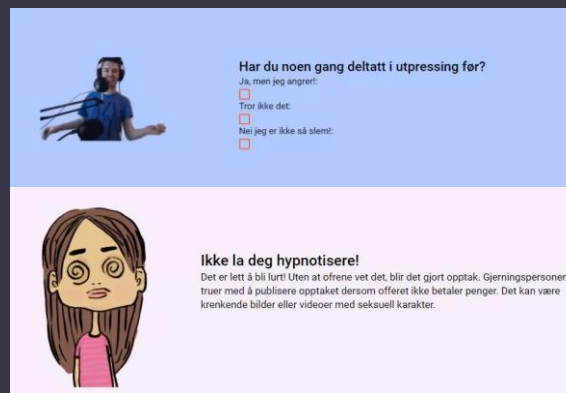 Har du noen gang deltatt i utpressing før?
Ja, men jeg angrer!:
Tror ikke det:
Nei jeg er ikke så slem!:
Ikke la deg hypnotisere!
Det er lett å bli lurt! Uten at ofrene vet det, blir det gjort opptak. Gjerningspersonen
truer med å publisere opptaket dersom offeret ikke betaler penger. Det kan være
krenkende bilder eller videoer med seksuell karakter.